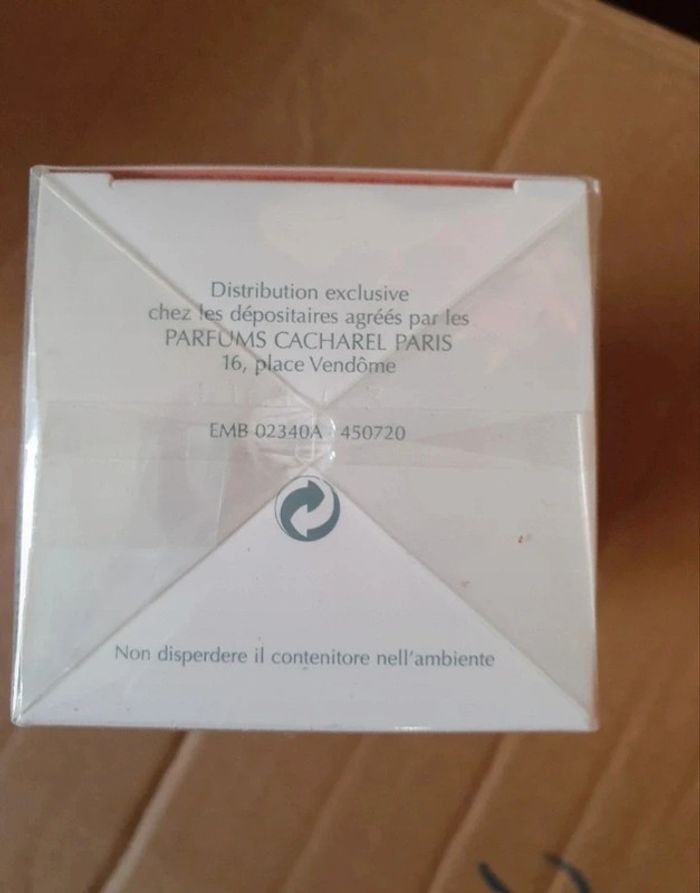 Distribution exclusive
chez les dépositaires agréés par les
PARFUMS CACHAREL PARIS
16, place Vendôme
EMB 02340A 450720
Non disperdere il contenitore nell'ambiente